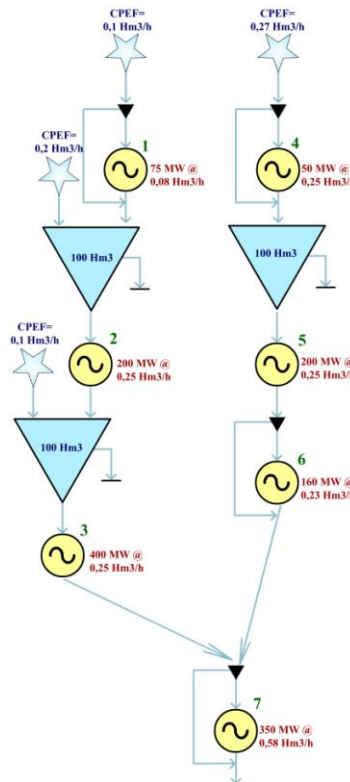 CPEF=
0,1 Hm3/h
CPEF=
0,27 Hm3/h
CPEF=
0,2 Hm3/h
1
75 MW @
0,08 Hm3/h
4
50 MW @
0,25 Hm3/h
100 Hm3
100 Hm3
CPEF=
0,1 Hm3/h
2
200 MW @
0,25 Hm3/h
5
200 MW @
0,25 Hm3/h
100 Hm3
6
160 MW @
0,23 Hm3/h
3
400 MW @
0,25 Hm3/h
7
350 MW @
0,58 Hm3/h